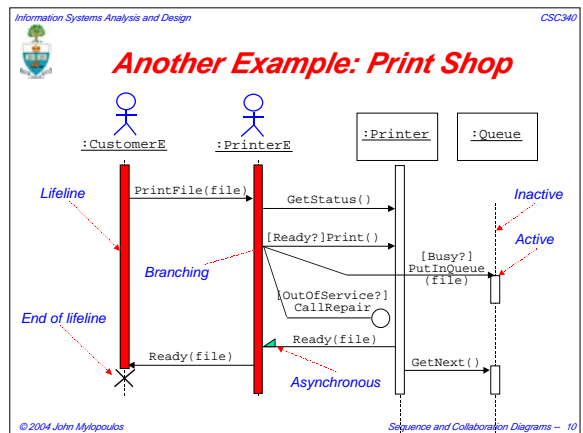 Information Systems Analysis and Design
CSC340
Another Example: Print Shop
:CustomerE
:PrinterE
:Printer
:Queue
Lifeline
PrintFile(file)
GetStatus()
Inactive
[Ready?]Print()
Active
Branching
[Busy?]
PutInQueue
(file)
[OutOfService?]
CallRepair
End of lifeline
Ready(file)
Ready(file)
GetNext()
Asynchronous
© 2004 John Mylopoulos
Sequence and Collaboration Diagrams -- 10